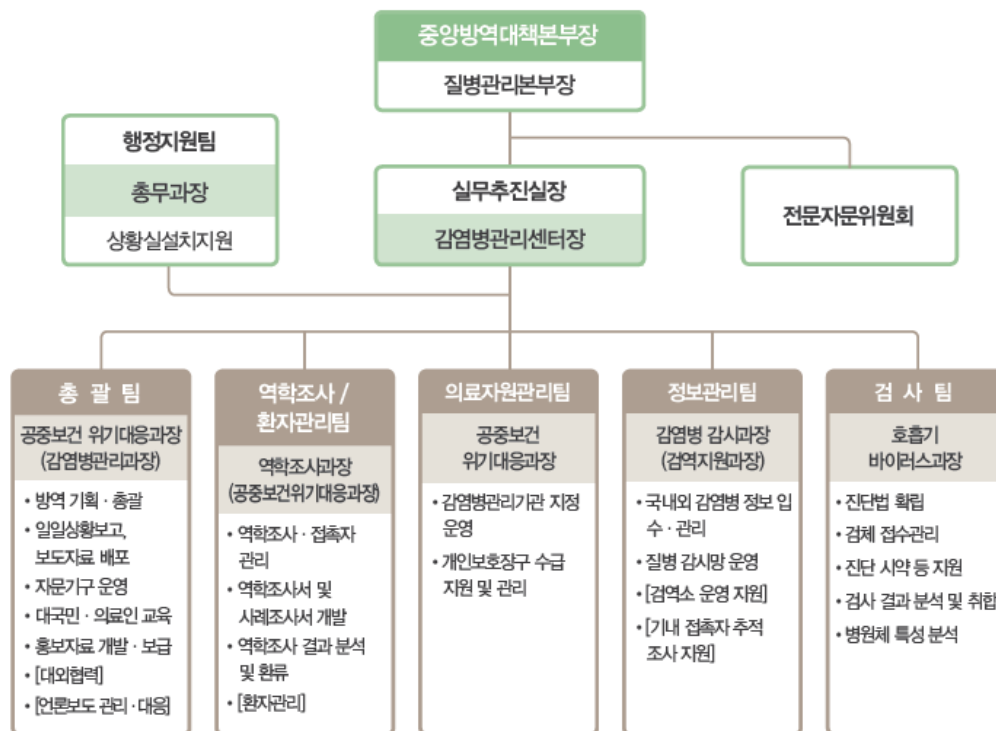 중앙방역대책본부장
질병관리본부장
행정지원팀
총무과장
상황실설치지원
실무추진실장
감염병관리센터장
전문자문위원회
총 괄 팀
공중보건 위기대응과장
(감염병관리과장)
• 방역 기획 · 총괄
• 일일상황보고,
보도자료 배포
• 자문기구 운영
• 대국민 · 의료인 교육
• 홍보자료 개발 · 보급
• [대외협력]
• [언론보도 관리 · 대응]
역학조사 /
환자관리팀
역학조사과장
(공중보건위기대응과장)
• 역학조사 · 접촉자
관리
• 역학조사서 및
사례조사서 개발
• 역학조사 결과 분석
및 환류
• [환자관리]
의료자원관리팀
공중보건
위기대응과장
• 감염병관리기관 지정
운영
• 개인보호장구 수급
지원 및 관리
정보관리팀
감염병 감시과장
(검역지원과장)
• 국내외 감염병 정보 입
수 · 관리
• 질병 감시망 운영
• [검역소 운영 지원]
• [기내 접촉자 추적
조사 지원]
검 사 팀
호흡기
바이러스과장
• 진단법 확립
• 검체 접수관리
• 진단 시약 등 지원
• 검사 결과 분석 및 취합
• 병원체 특성 분석